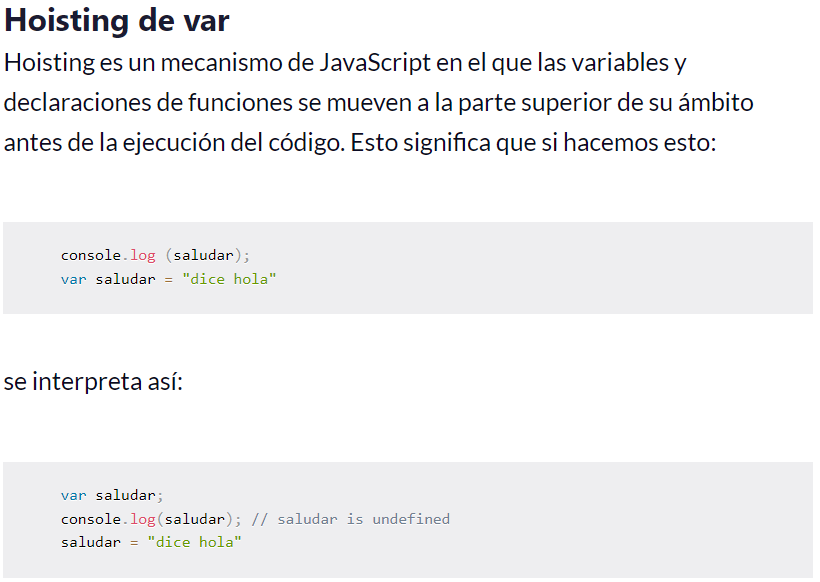 Hoisting de var
Hoisting es un mecanismo de JavaScript en el que las variables y
declaraciones de funciones se mueven a la parte superior de su ámbito
antes de la ejecución del código. Esto significa que si hacemos esto:
console.log (saludar);
var saludar = "dice hola"
se interpreta así:
var saludar;
console.log(saludar); // saludar is undefined
saludar = "dice hola"